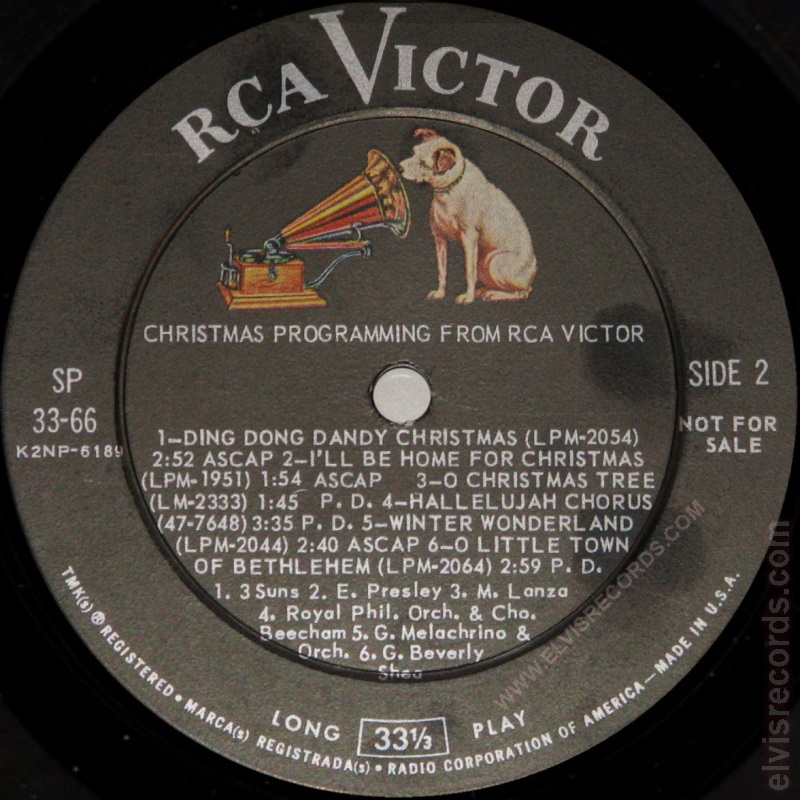 RCA VICTOR
CHRISTMAS PROGRAMMING FROM RCA VICTOR
SP
33-66
K2NP-6189
SIDE 2
NOT FOR
SALE
1—DING DONG DANDY CHRISTMAS (LPM-2054)
2:52 ASCAP 2—I'LL BE HOME FOR CHRISTMAS
(LPM-1951) 1:54 ASCAP 3—O CHRISTMAS TREE
(LM-2333) 1:45 P. D. 4—HALLELUJAH CHORUS
(47-7648) 3:35 P. D. 5—WINTER WONDERLAND
(LPM-2044) 2:40 ASCAP 6—O LITTLE TOWN
OF BETHLEHEM (LPM-2064) 2:59 P. D.
1. 3 Suns 2. E. Presley 3. M. Lanza
4. Royal Phil. Orch. & Cho.
Beecham 5. G. Melachrino &
Orch. 6. G. Beverly
Shea
LONG 33⅓ PLAY
TMK(s) ® REGISTERED • MARCA(s) REGISTRADA(s) • RADIO CORPORATION OF AMERICA—MADE IN U.S.A.
WWW.ELVISRECORDS.COM
elvisrecords.com